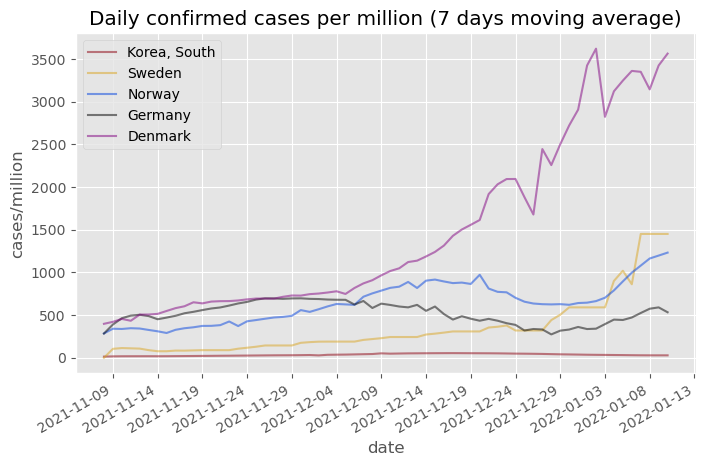 Daily confirmed cases per million (7 days moving average)
Korea, South
Sweden
Norway
Germany
Denmark
3500
3000
2500
2000
1500
1000
500
0
cases/million
2021-11-09
2021-11-14
2021-11-19
2021-11-24
2021-11-29
2021-12-04
2021-12-09
2021-12-14
2021-12-19
2021-12-24
2021-12-29
2022-01-03
2022-01-08
2022-01-13
date